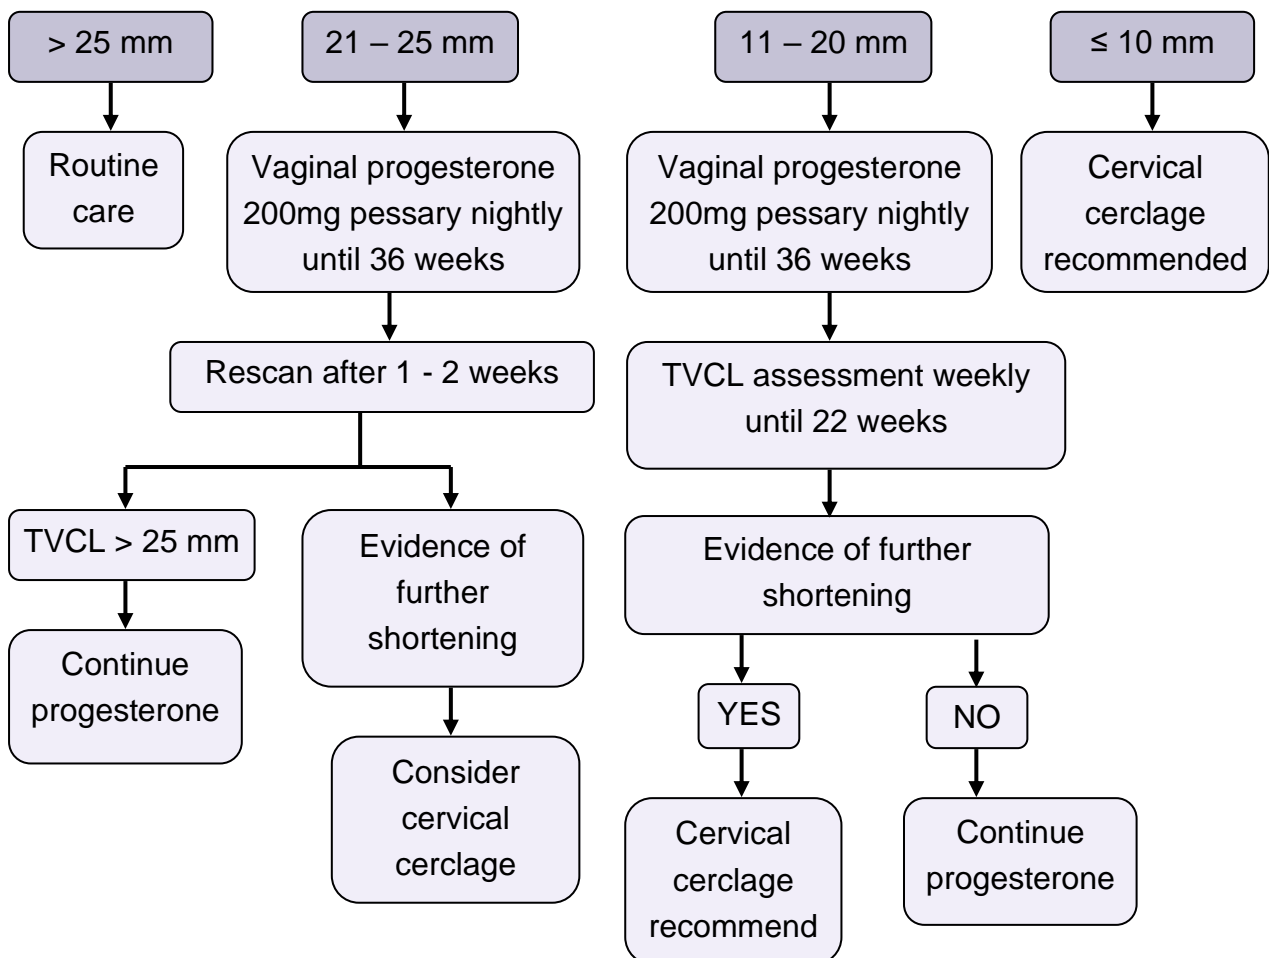 > 25 mm
21 – 25 mm
11 – 20 mm
≤ 10 mm
Routine
care
Vaginal progesterone
200mg pessary nightly
until 36 weeks
Vaginal progesterone
200mg pessary nightly
until 36 weeks
Cervical
cerclage
recommended
Rescan after 1 - 2 weeks
TVCL assessment weekly
until 22 weeks
TVCL > 25 mm
Evidence of
further
shortening
Evidence of further
shortening
Continue
progesterone
YES
NO
Consider
cervical
cerclage
Cervical
cerclage
recommend
Continue
progesterone